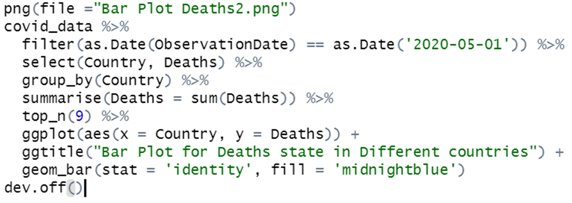 png(file ="Bar Plot Deaths2.png")
covid_data %>%
  filter(as.Date(ObservationDate) == as.Date('2020-05-01')) %>%
  select(Country, Deaths) %>%
  group_by(Country) %>%
  summarise(Deaths = sum(Deaths)) %>%
  top_n(9) %>%
  ggplot(aes(x = Country, y = Deaths)) +
  ggtitle("Bar Plot for Deaths state in Different countries") +
  geom_bar(stat = 'identity', fill = 'midnightblue')
dev.off()